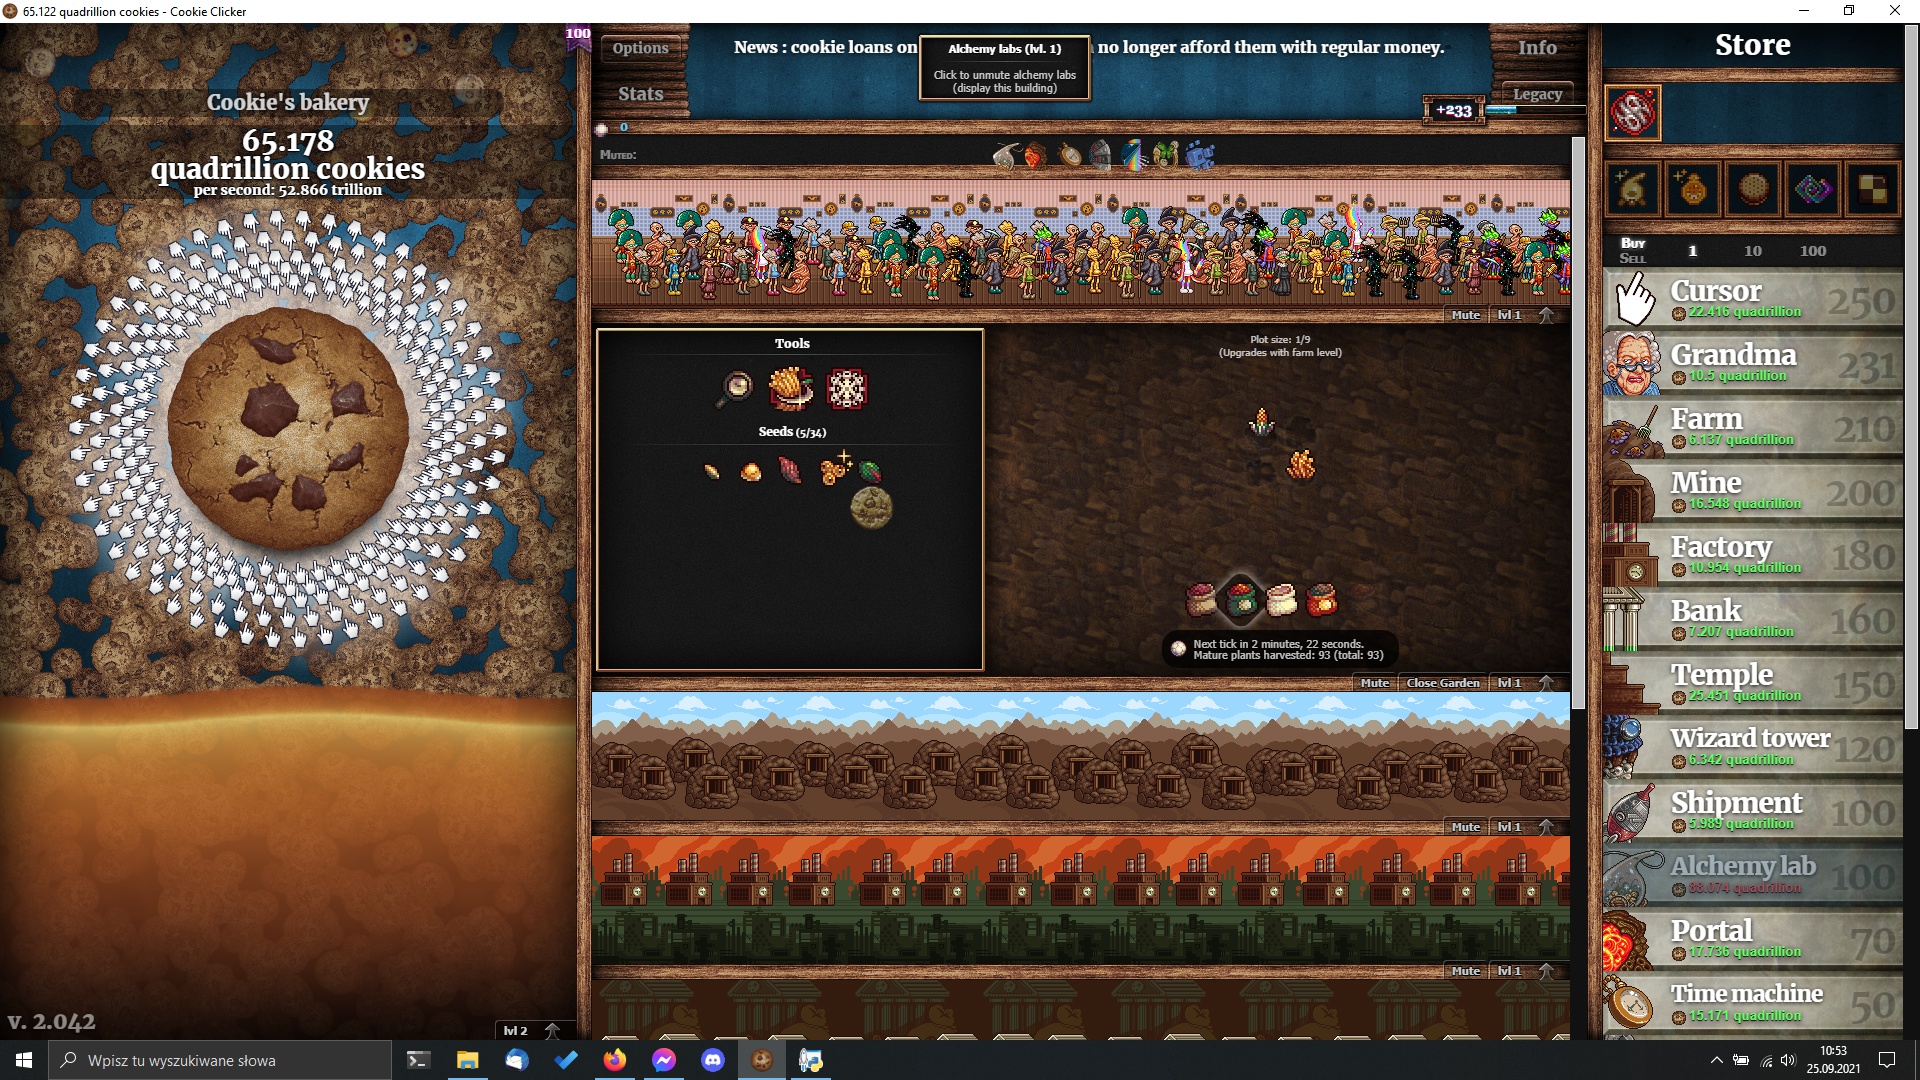 65.122 quadrillion cookies - Cookie Clicker
100
Options
Stats
News : cookie loans on
no longer afford them with regular money.
Alchemy labs (lvl. 1)
Click to unmute alchemy labs
(display this building)
Info
Legacy
+233
0
Muted:
Cookie's bakery
65.178
quadrillion cookies
per second: 52.866 trillion
v. 2.042
lvl 2
Mute
lvl 1
Tools
Seeds (5/34)
Plot size: 1/9
(Upgrades with farm level)
Next tick in 2 minutes, 22 seconds.
Mature plants harvested: 93 (total: 93)
Mute
Close Garden
lvl 1
Mute
lvl 1
Mute
lvl 1
Store
Buy
Sell
1
10
100
Cursor
22.416 quadrillion
250
Grandma
10.5 quadrillion
231
Farm
6.137 quadrillion
210
Mine
16.548 quadrillion
200
Factory
10.954 quadrillion
180
Bank
7.207 quadrillion
160
Temple
25.451 quadrillion
150
Wizard tower
6.342 quadrillion
120
Shipment
5.989 quadrillion
100
Alchemy lab
88.074 quadrillion
100
Portal
17.736 quadrillion
70
Time machine
15.171 quadrillion
50
Wpisz tu wyszukiwane słowa
10:53
25.09.2021